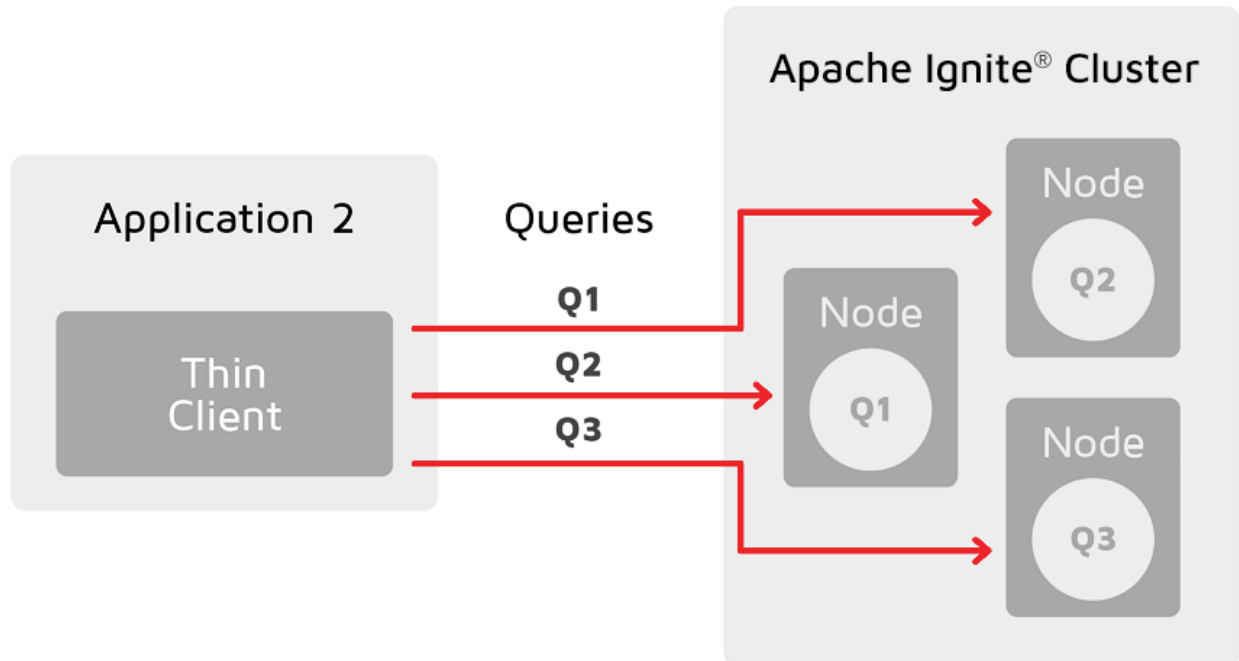 Apache Ignite® Cluster
Application 2
Queries
Thin
Client
Q1
Q2
Q3
Node
Q2
Node
Q1
Node
Q3